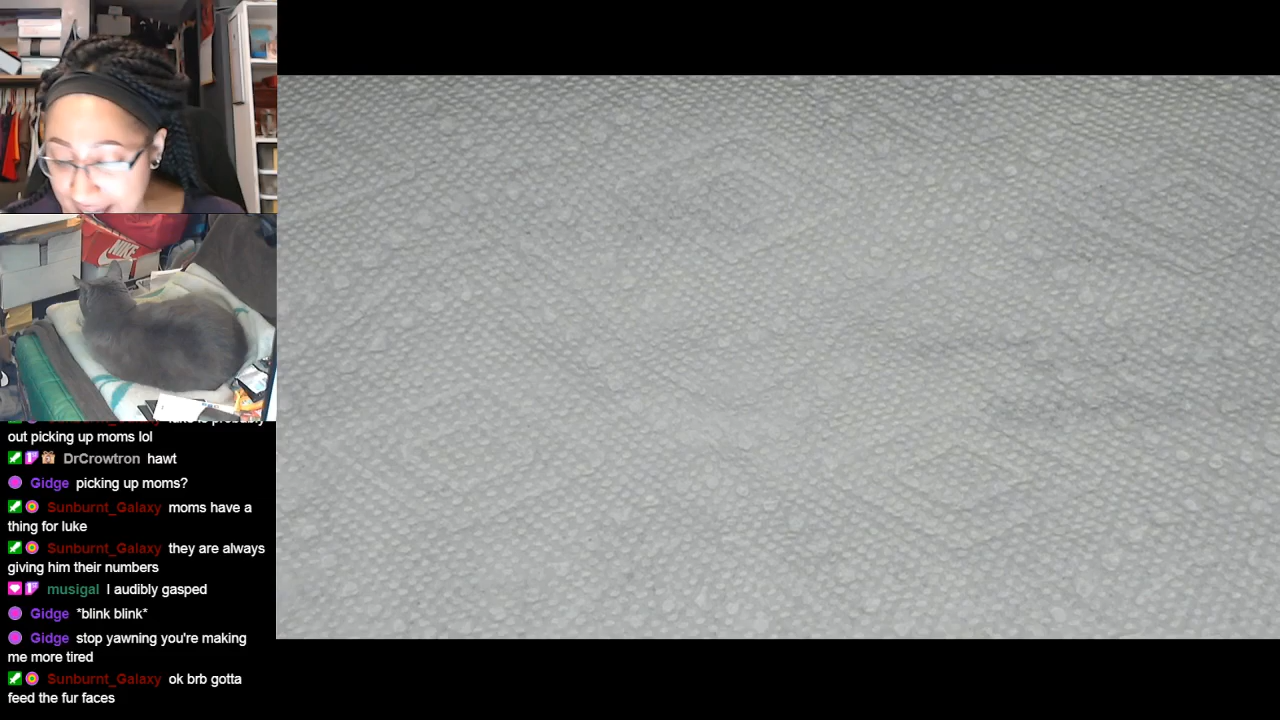 NIKE
out picking up moms lol
DrCrowtron hawt
Gidge picking up moms?
Sunburnt_Galaxy moms have a
thing for luke
Sunburnt_Galaxy they are always
giving him their numbers
musigal I audibly gasped
Gidge *blink blink*
Gidge stop yawning you're making
me more tired
Sunburnt_Galaxy ok brb gotta
feed the fur faces